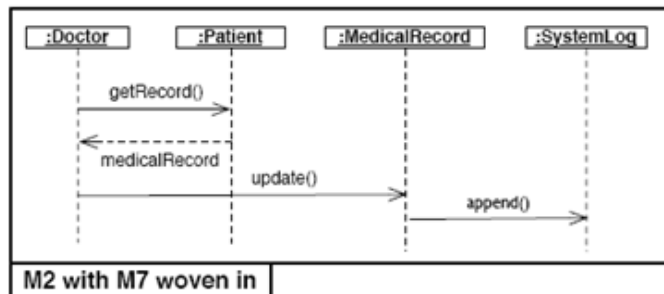 :Doctor :Patient :MedicalRecord :SystemLog
getRecord()
medicalRecord
update()
append()
M2 with M7 woven in